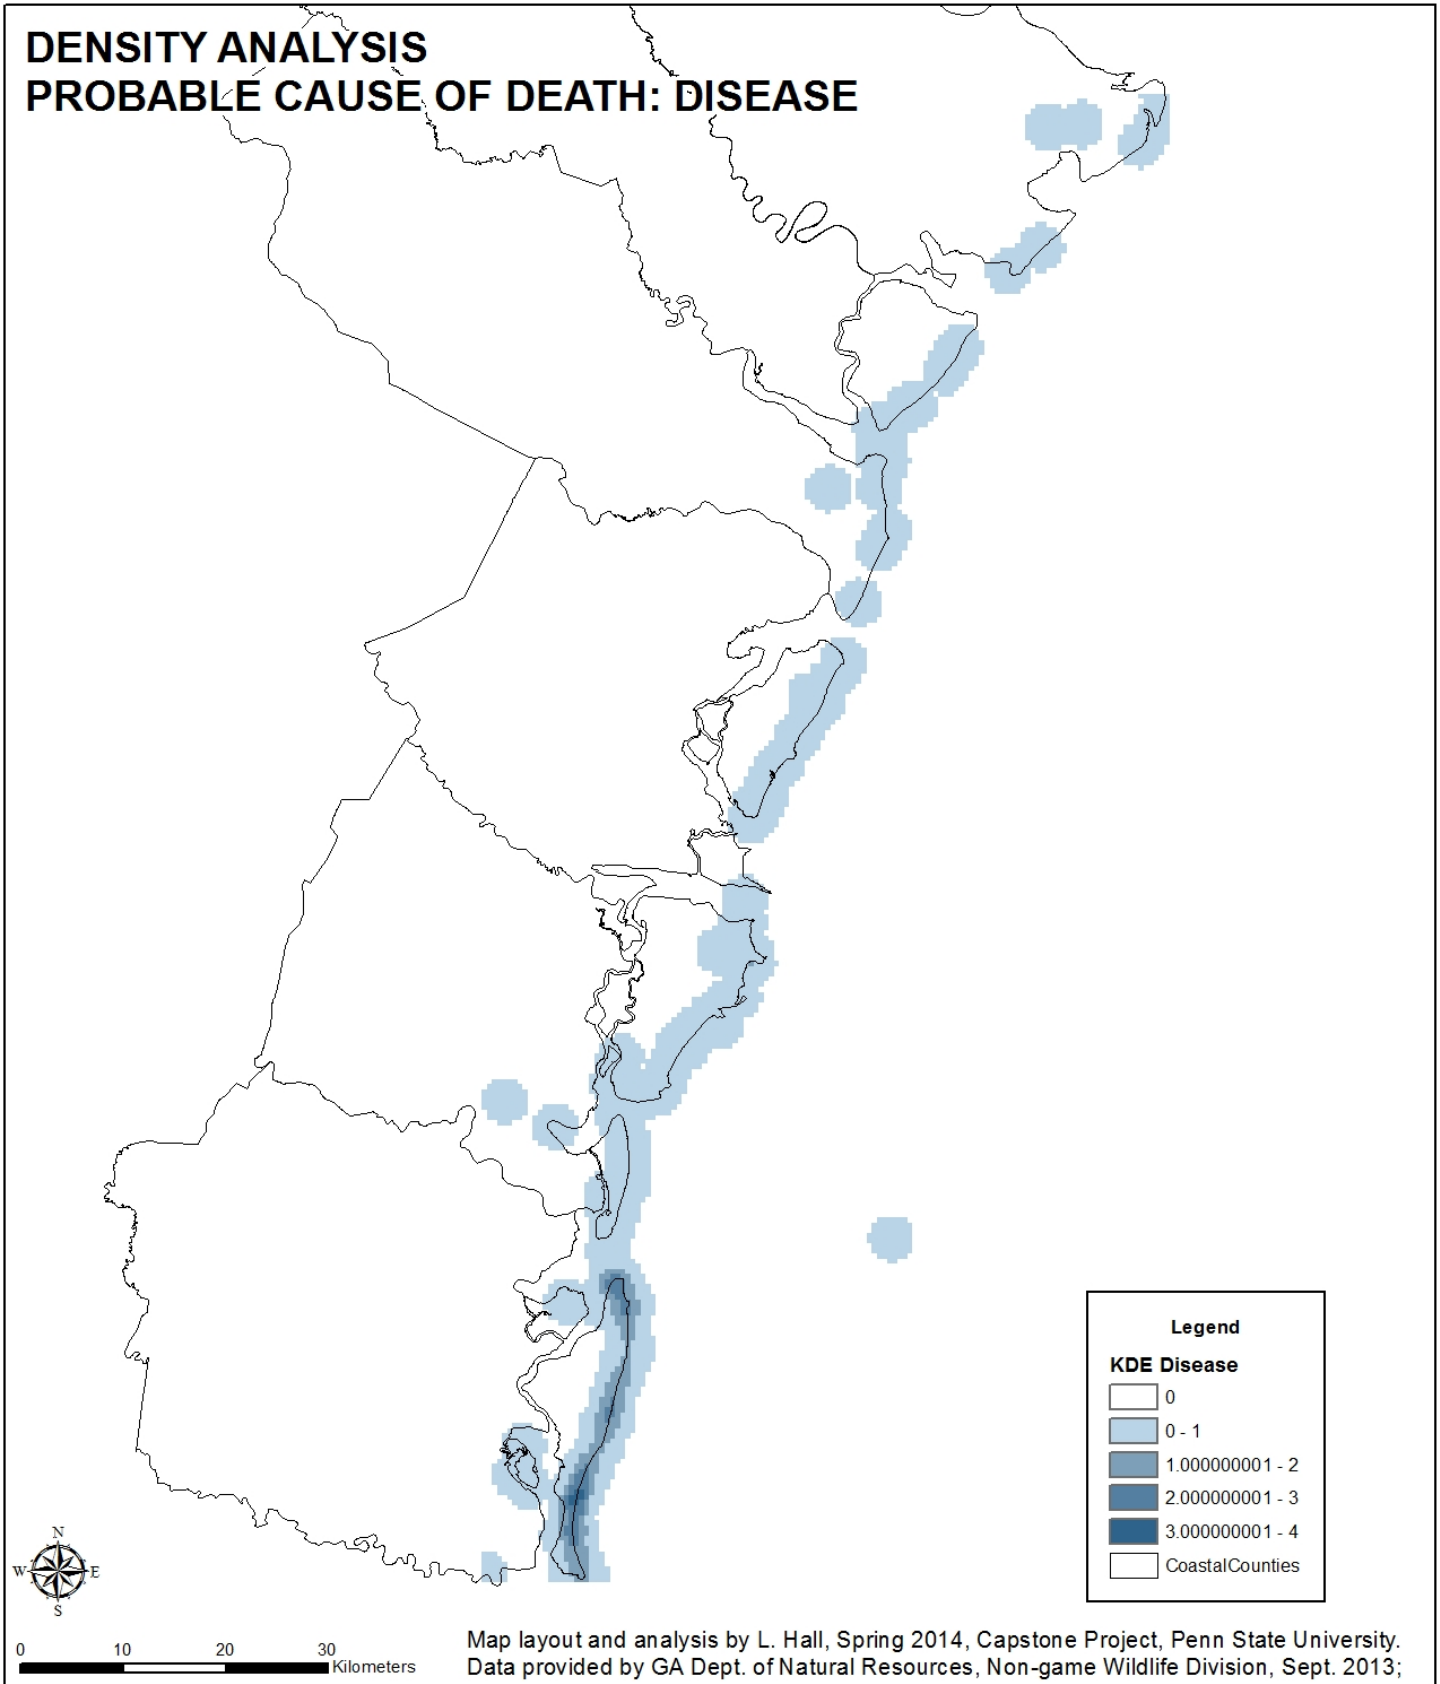 DENSITY ANALYSIS
PROBABLE CAUSE OF DEATH: DISEASE
Legend
KDE Disease
0
0 - 1
1.000000001 - 2
2.000000001 - 3
3.000000001 - 4
CoastalCounties
N
W E
S
0 10 20 30
Kilometers
Map layout and analysis by L. Hall, Spring 2014, Capstone Project, Penn State University.
Data provided by GA Dept. of Natural Resources, Non-game Wildlife Division, Sept. 2013;